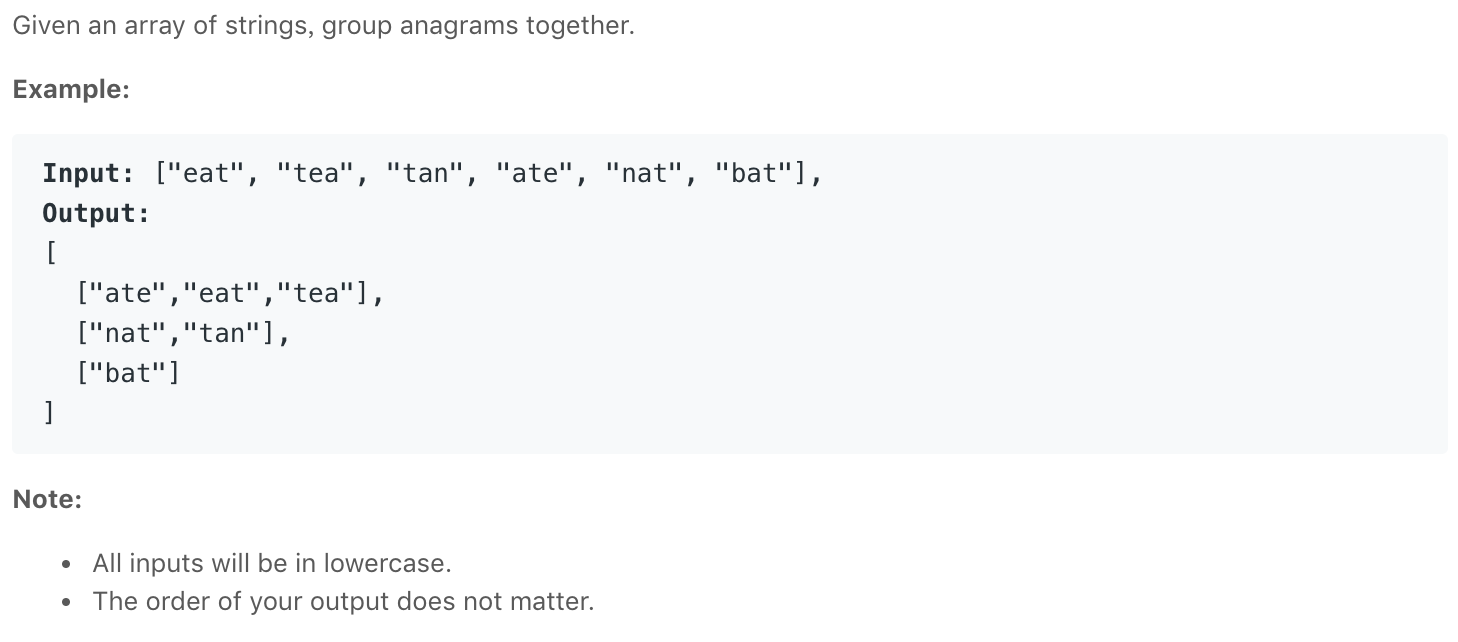 Given an array of strings, group anagrams together.
Example:
Input: ["eat", "tea", "tan", "ate", "nat", "bat"],
Output:
[
  ["ate","eat","tea"],
  ["nat","tan"],
  ["bat"]
]
Note:
• All inputs will be in lowercase.
• The order of your output does not matter.